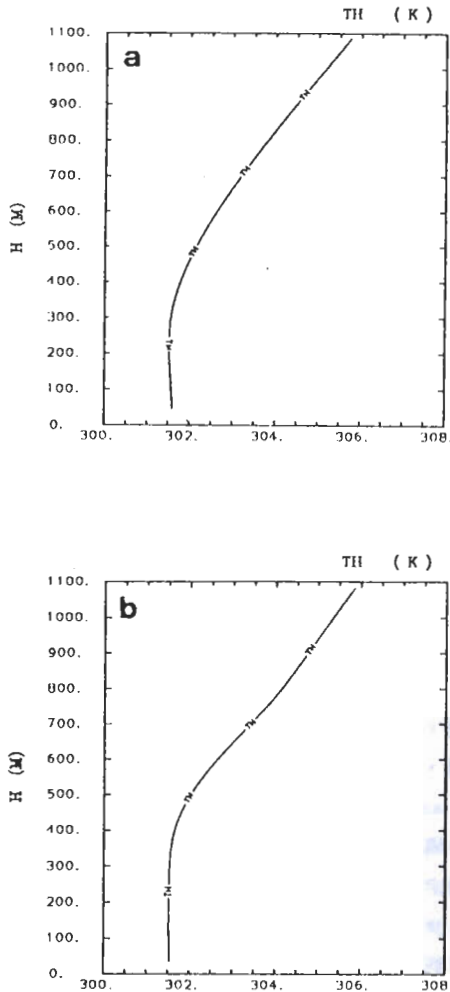 TH ( K )
a
1100.
1000.
900.
800.
700.
600.
500.
400.
300.
200.
100.
0.
H (M)
TH
TH
TH
TH
300. 302. 304. 306. 308.
TH ( K )
b
1100.
1000.
900.
800.
700.
600.
500.
400.
300.
200.
100.
0.
H (M)
TH
TH
TH
TH
300. 302. 304. 306. 308